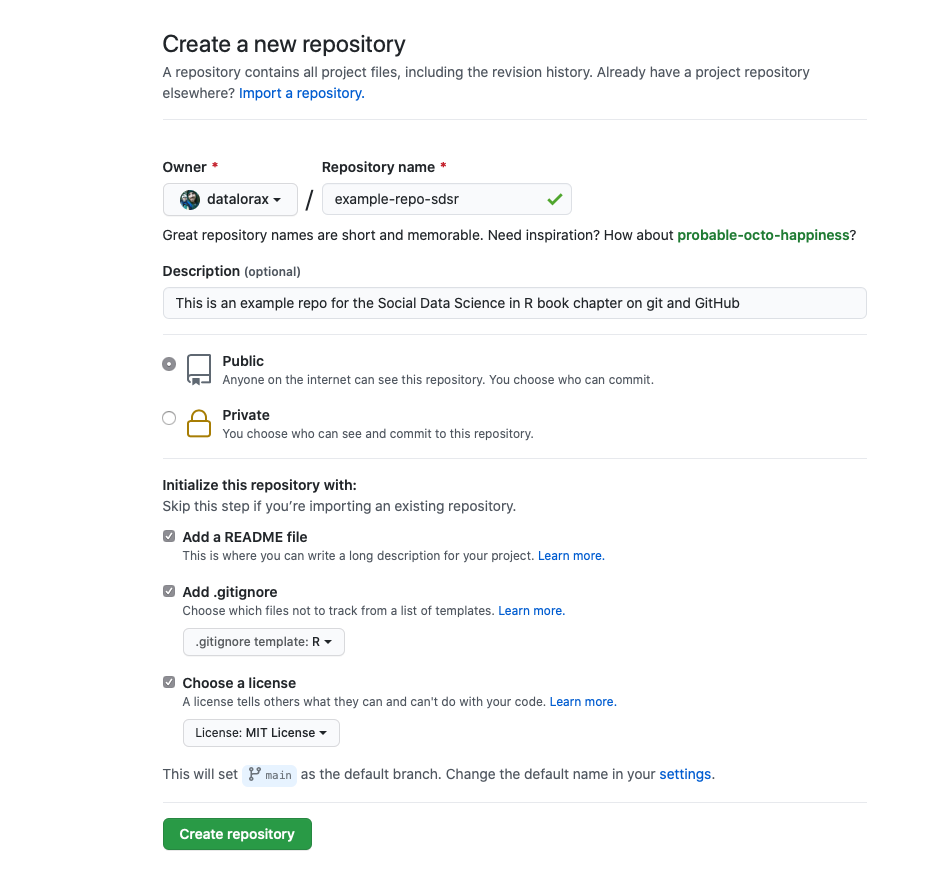 Create a new repository
A repository contains all project files, including the revision history. Already have a project repository
elsewhere? Import a repository.
Owner * Repository name *
datalorax / example-repo-sdsr
Great repository names are short and memorable. Need inspiration? How about probable-octo-happiness?
Description (optional)
This is an example repo for the Social Data Science in R book chapter on git and GitHub
Public
Anyone on the internet can see this repository. You choose who can commit.
Private
You choose who can see and commit to this repository.
Initialize this repository with:
Skip this step if you’re importing an existing repository.
Add a README file
This is where you can write a long description for your project. Learn more.
Add .gitignore
Choose which files not to track from a list of templates. Learn more.
.gitignore template: R
Choose a license
A license tells others what they can and can't do with your code. Learn more.
License: MIT License
This will set main as the default branch. Change the default name in your settings.
Create repository